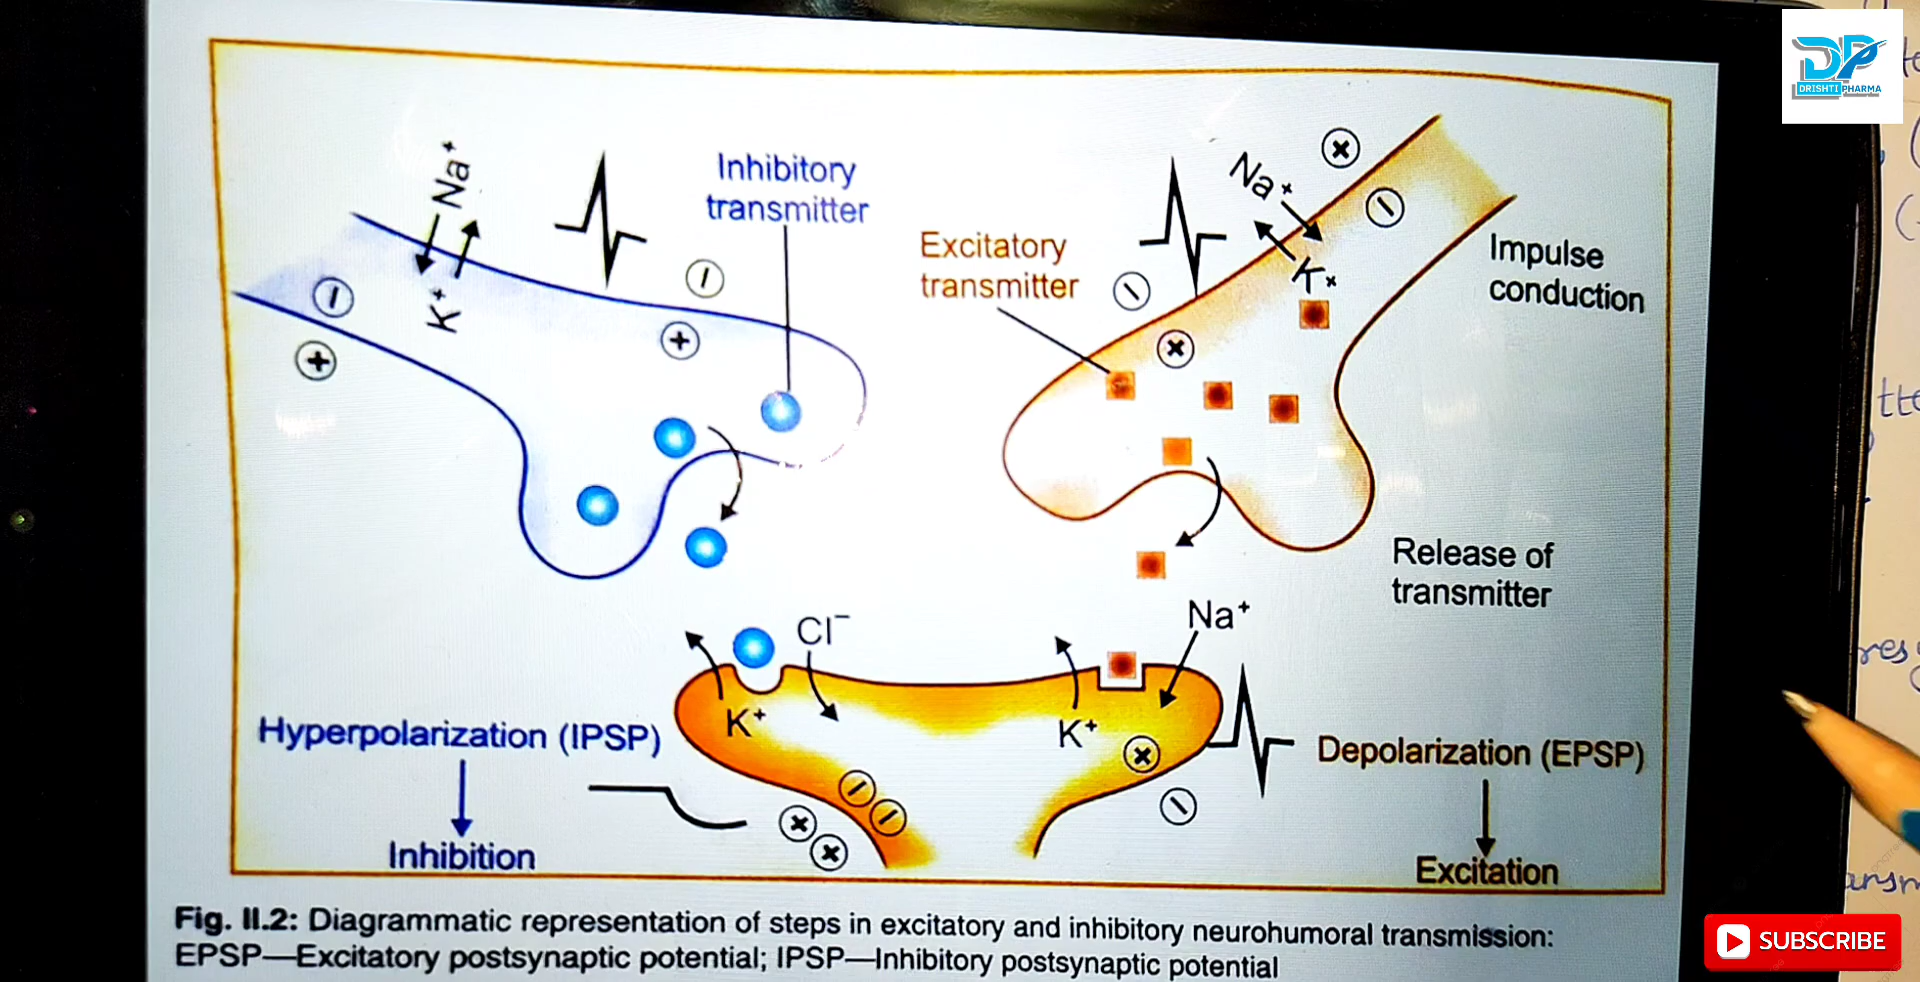 DP
DRISHTI PHARMA
Na+
K+
Inhibitory
transmitter
Excitatory
transmitter
Na+
K+
Impulse
conduction
Release of
transmitter
Cl−
K+
Na+
K+
Hyperpolarization (IPSP)
Inhibition
Depolarization (EPSP)
Excitation
Fig. II.2: Diagrammatic representation of steps in excitatory and inhibitory neurohumoral transmission:
EPSP—Excitatory postsynaptic potential; IPSP—Inhibitory postsynaptic potential
SUBSCRIBE